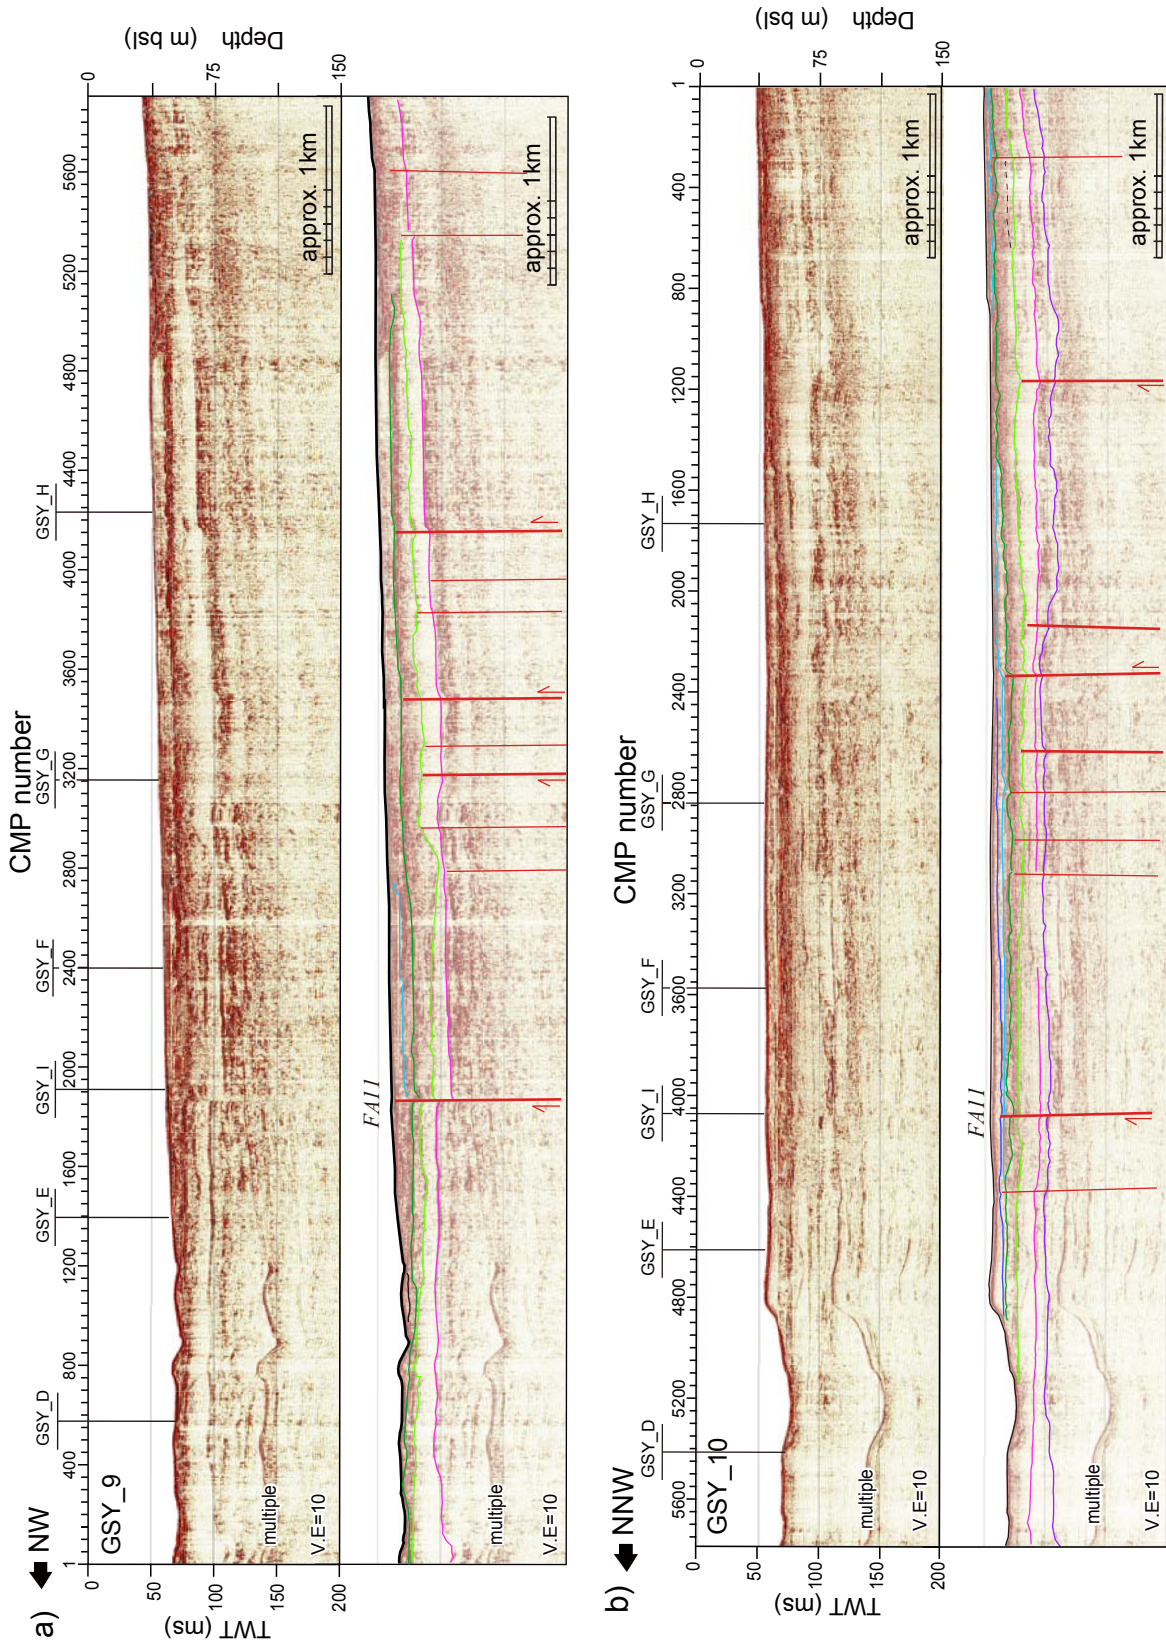 a)
NW
CMP number
1
400
800
1200
1600
2000
2400
2800
3200
3600
4000
4400
4800
5200
5600
GSY_D
GSY_E
GSY_I
GSY_F
GSY_G
GSY_H
TWT (ms)
0
50
100
150
200
Depth (m bsl)
0
75
150
GSY_9
multiple
V.E=10
approx. 1km
FA11
multiple
V.E=10
approx. 1km
b)
NNW
CMP number
5600
5200
4800
4400
4000
3600
3200
2800
2400
2000
1600
1200
800
400
1
GSY_D
GSY_E
GSY_I
GSY_F
GSY_G
GSY_H
TWT (ms)
0
50
100
150
200
Depth (m bsl)
0
75
150
GSY_10
multiple
V.E=10
approx. 1km
FA11
multiple
V.E=10
approx. 1km